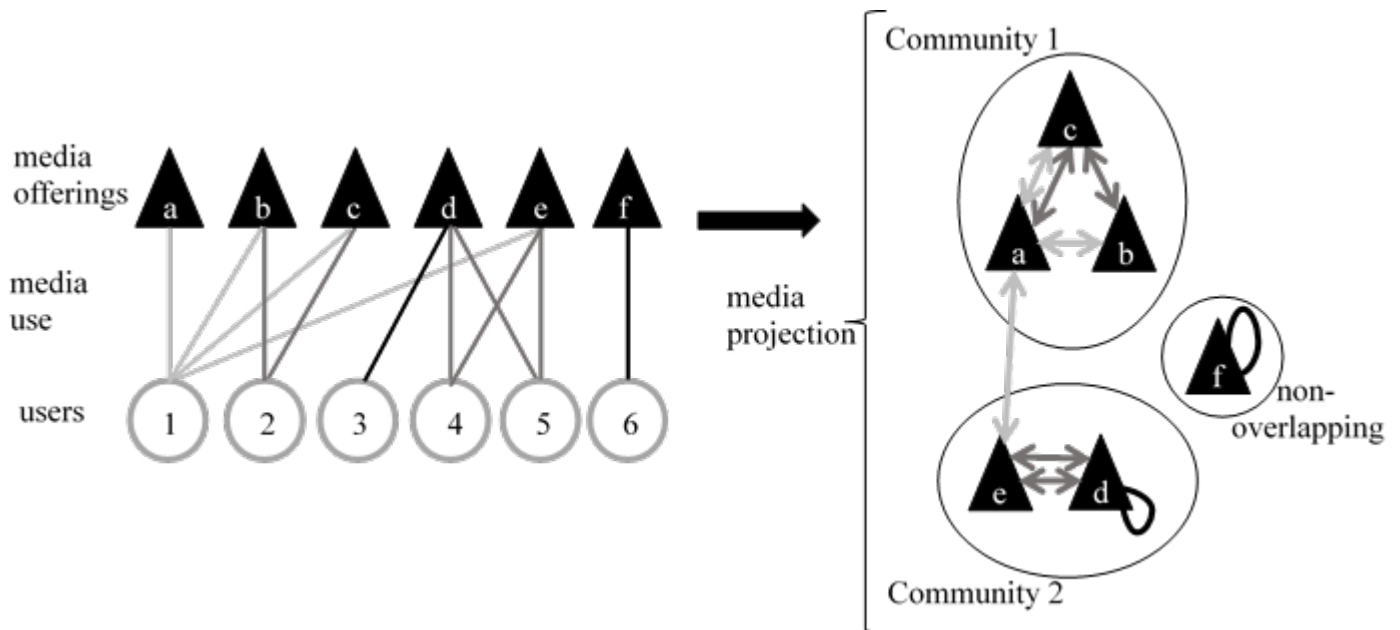 Community 1
c
a
b
media
offerings
a
b
c
d
e
f
media
use
media
projection
f
non-
overlapping
users
1
2
3
4
5
6
e
d
Community 2